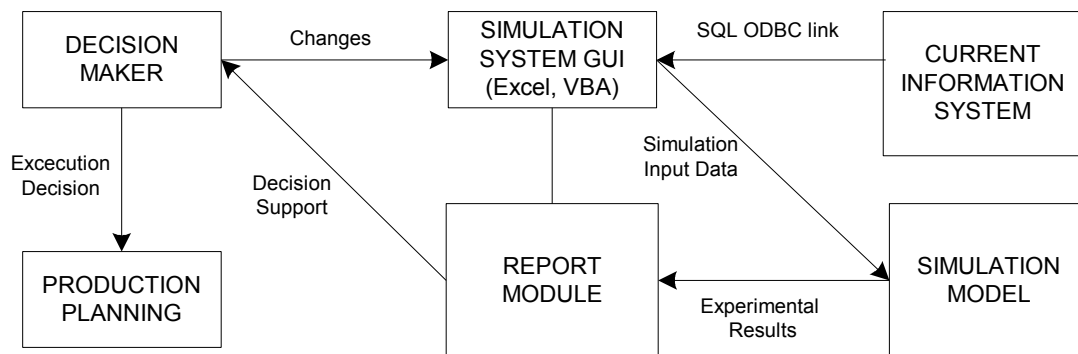 DECISION
MAKER
Changes
SIMULATION
SYSTEM GUI
(Excel, VBA)
SQL ODBC link
CURRENT
INFORMATION
SYSTEM
Excecution
Decision
Decision
Support
Simulation
Input Data
PRODUCTION
PLANNING
REPORT
MODULE
Experimental
Results
SIMULATION
MODEL